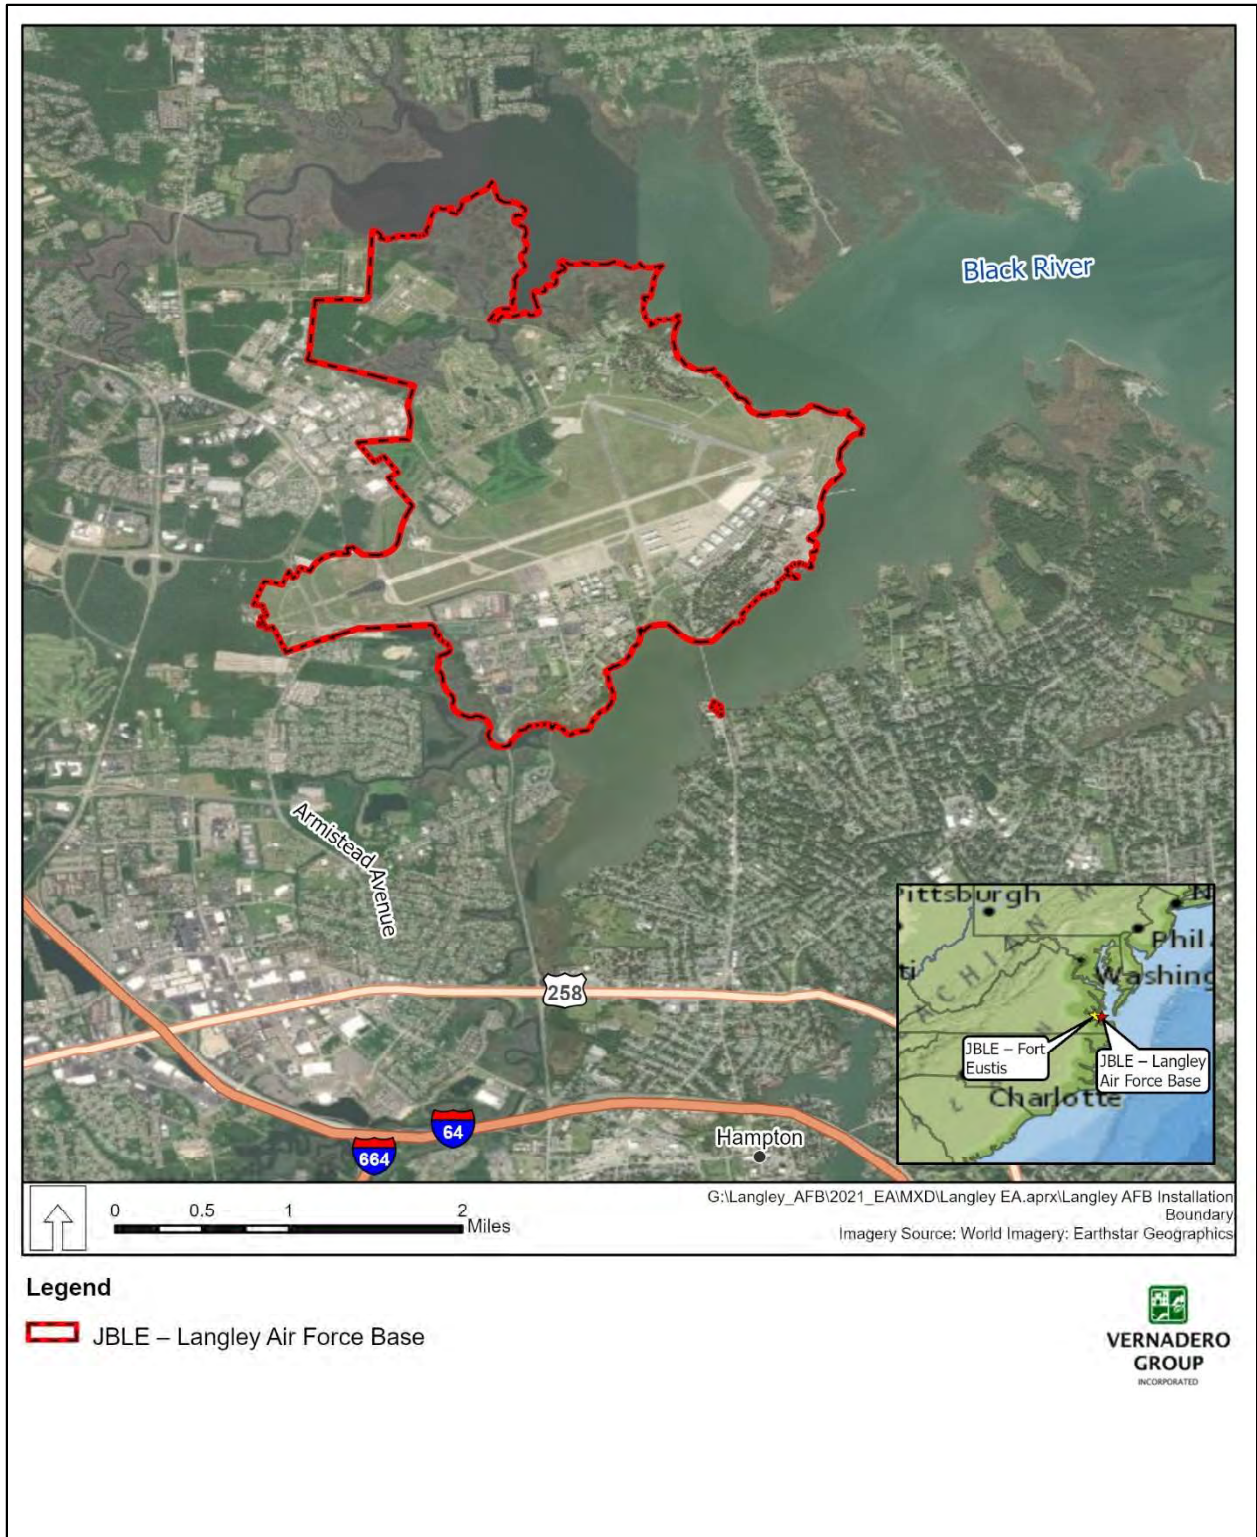 Black River
Armistead Avenue
258
64
664
Hampton
ittsburgh
Phil
Washing
JBLE – Fort
Eustis
JBLE – Langley
Air Force Base
Charlotte
0 0.5 1 2
Miles
G:\Langley_AFB\2021_EA\MXD\Langley EA.aprx\Langley AFB Installation
Boundary
Imagery Source: World Imagery: Earthstar Geographics
Legend
JBLE – Langley Air Force Base
VERNADERO
GROUP
INCORPORATED